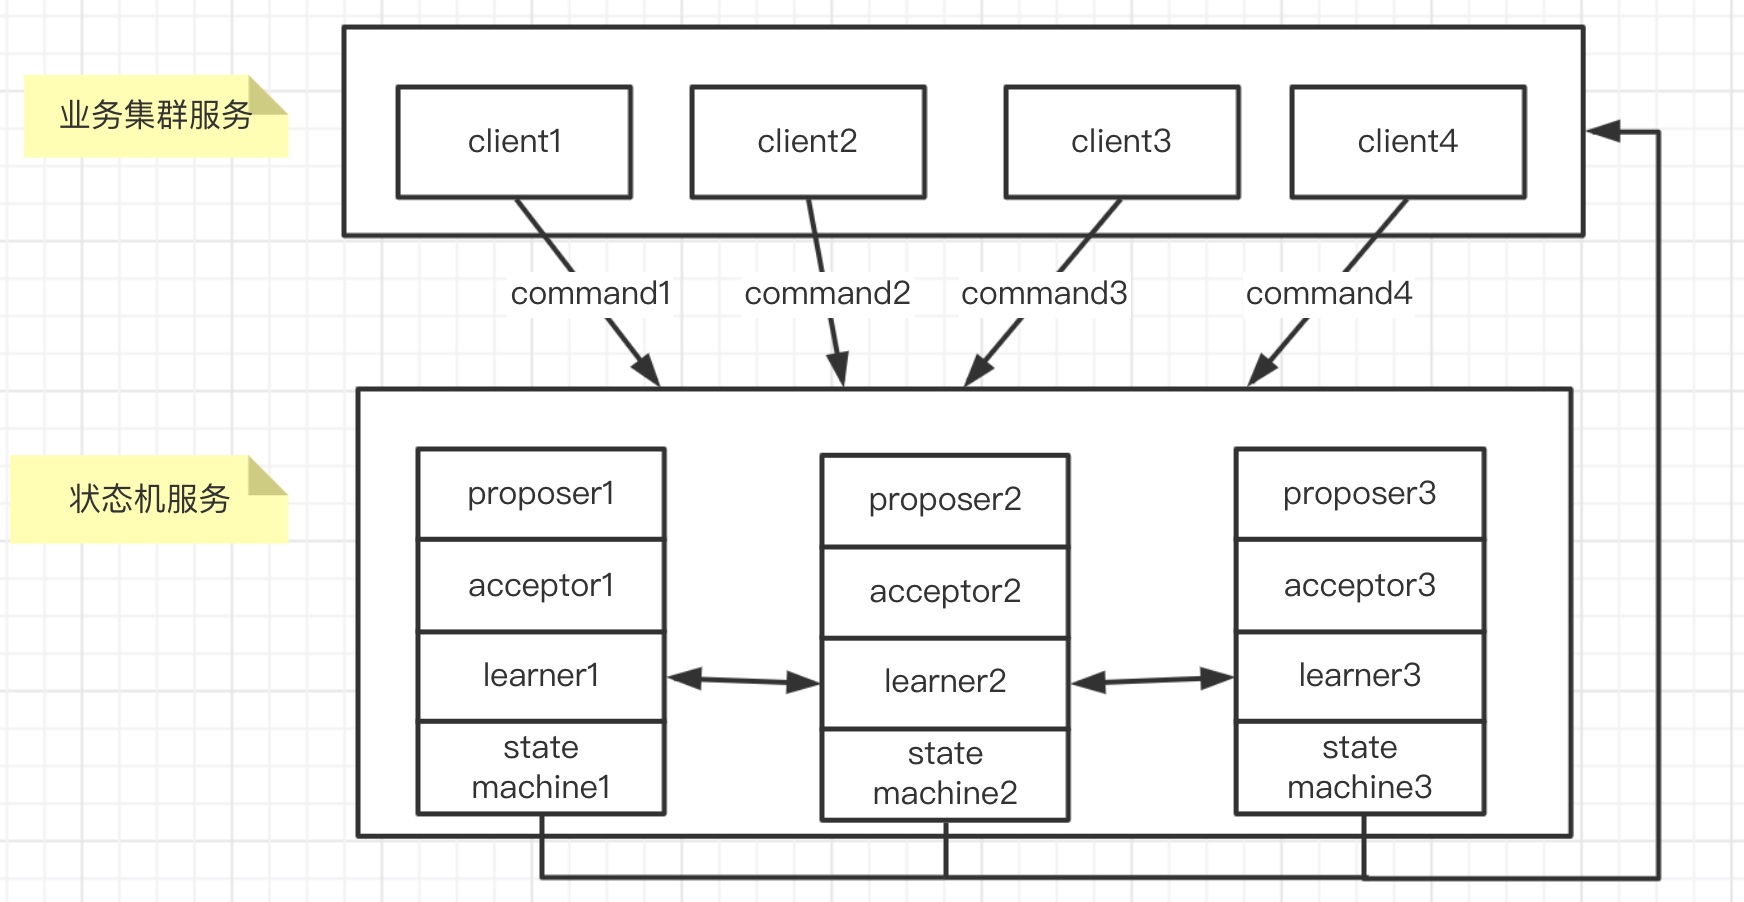 业务集群服务
client1
client2
client3
client4
command1
command2
command3
command4
状态机服务
proposer1
acceptor1
learner1
state
machine1
proposer2
acceptor2
learner2
state
machine2
proposer3
acceptor3
learner3
state
machine3